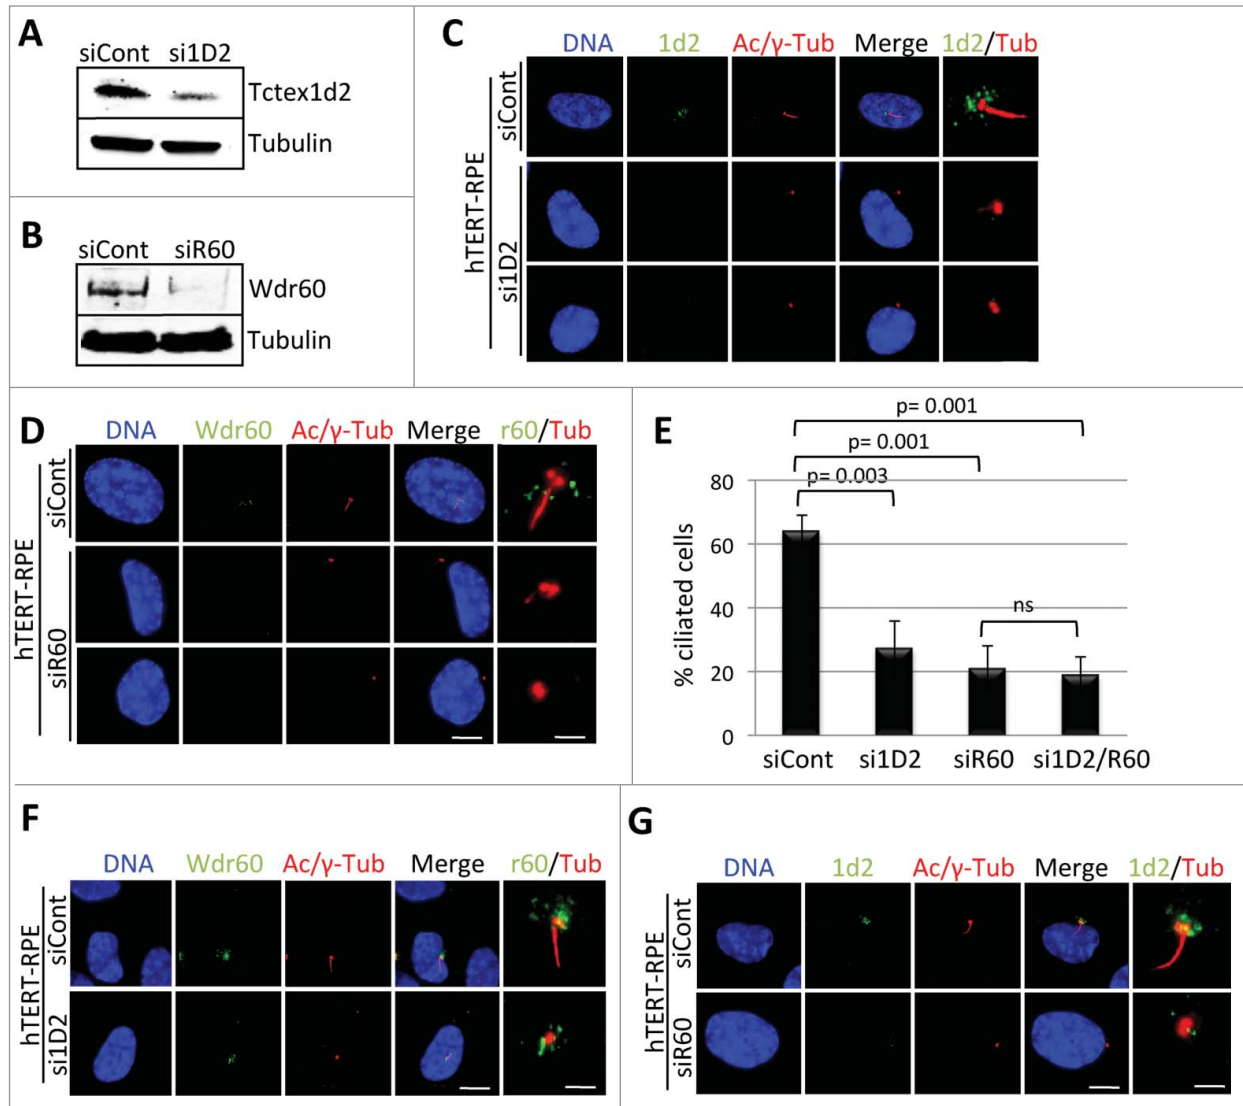 A
siCont si1D2
Tctex1d2
Tubulin
B
siCont siR60
Wdr60
Tubulin
C
DNA 1d2 Ac/γ-Tub Merge 1d2/Tub
hTERT-RPE
siCont
si1D2
D
DNA Wdr60 Ac/γ-Tub Merge r60/Tub
hTERT-RPE
siCont
siR60
E
p= 0.001
p= 0.001
p= 0.003
ns
% ciliated cells
80
60
40
20
0
siCont si1D2 siR60 si1D2/R60
F
DNA Wdr60 Ac/γ-Tub Merge r60/Tub
hTERT-RPE
siCont
si1D2
G
DNA 1d2 Ac/γ-Tub Merge 1d2/Tub
hTERT-RPE
siCont
siR60